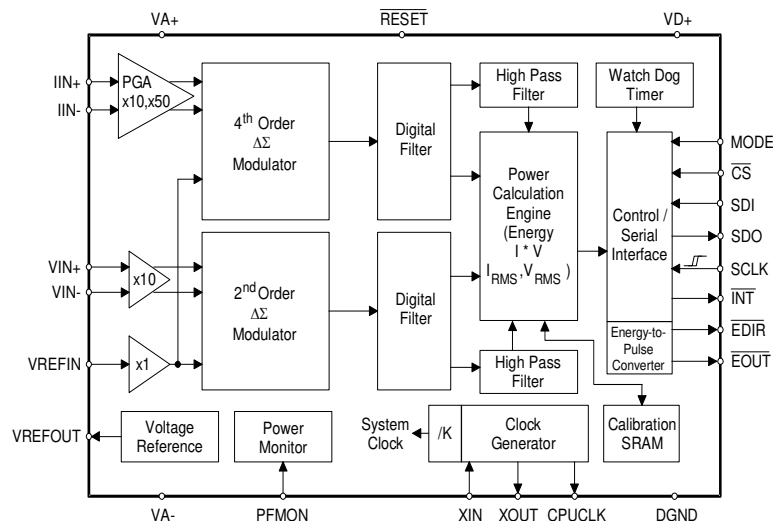 VA+
RESET
VD+
IIN+
IIN-
PGA
x10,x50
4th Order
ΔΣ
Modulator
Digital
Filter
High Pass
Filter
Watch Dog
Timer
Power
Calculation
Engine
(Energy
I * V
IRMS,VRMS )
Control /
Serial
Interface
MODE
CS
SDI
SDO
SCLK
INT
EDIR
EOUT
VIN+
VIN-
x10
2nd Order
ΔΣ
Modulator
Digital
Filter
High Pass
Filter
Energy-to-
Pulse
Converter
VREFIN
x1
VREFOUT
Voltage
Reference
Power
Monitor
System
Clock
/K
Clock
Generator
Calibration
SRAM
VA-
PFMON
XIN
XOUT
CPUCLK
DGND